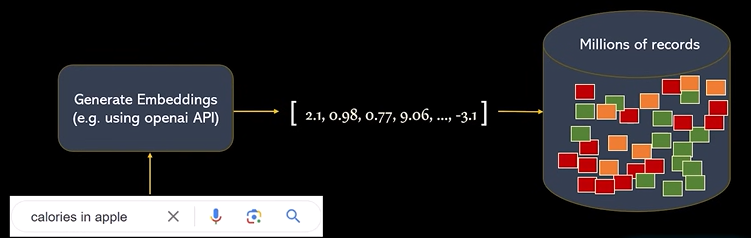 Millions of records
Generate Embeddings
(e.g. using openai API)
[ 2.1, 0.98, 0.77, 9.06, ..., -3.1 ]
calories in apple